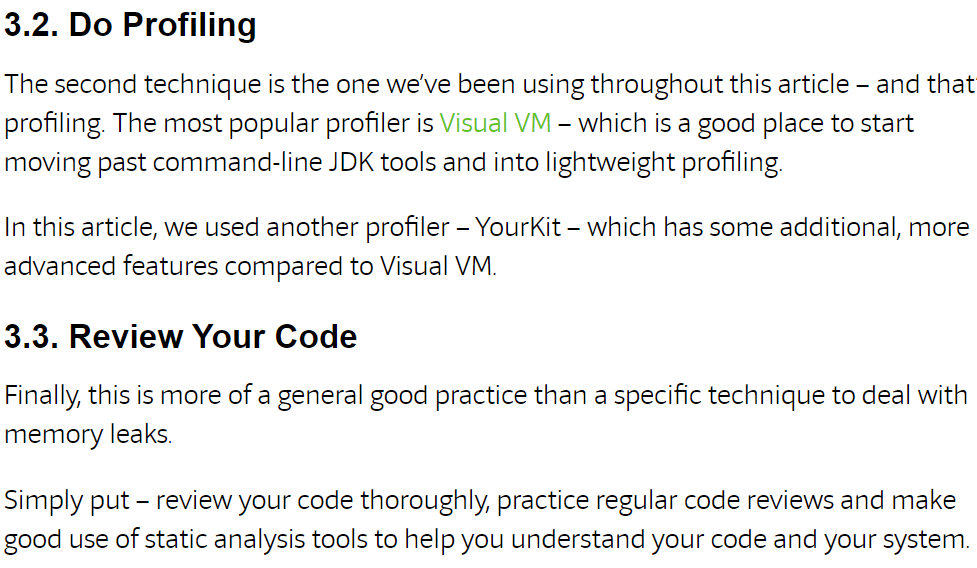 3.2. Do Profiling
The second technique is the one we’ve been using throughout this article – and that’
profiling. The most popular profiler is Visual VM – which is a good place to start
moving past command-line JDK tools and into lightweight profiling.
In this article, we used another profiler – YourKit – which has some additional, more
advanced features compared to Visual VM.
3.3. Review Your Code
Finally, this is more of a general good practice than a specific technique to deal with
memory leaks.
Simply put – review your code thoroughly, practice regular code reviews and make
good use of static analysis tools to help you understand your code and your system.